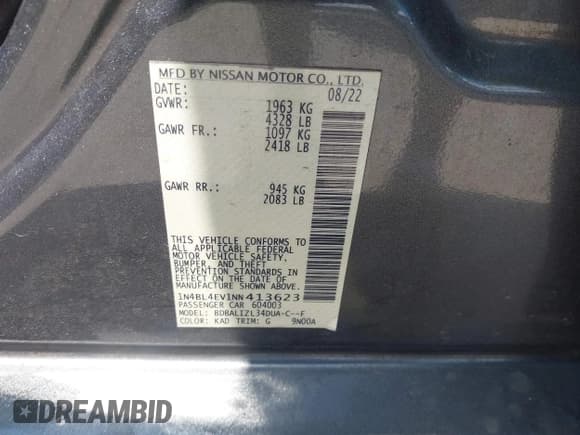 MFD BY NISSAN MOTOR CO., LTD.
DATE: 08/22
GVWR: 1963 KG
4328 LB
GAWR FR.: 1097 KG
2418 LB
GAWR RR.: 945 KG
2083 LB
THIS VEHICLE CONFORMS TO
ALL APPLICABLE FEDERAL
MOTOR VEHICLE SAFETY,
BUMPER, AND THEFT
PREVENTION STANDARDS IN
EFFECT ON THE DATE OF
MANUFACTURE SHOWN ABOVE.
1N4BL4EV1NN413623
PASSENGER CAR 604003
MODEL: BDBALIZL34DUA-C--F
COLOR: KAD TRIM: G 9N00A
DREAMBID